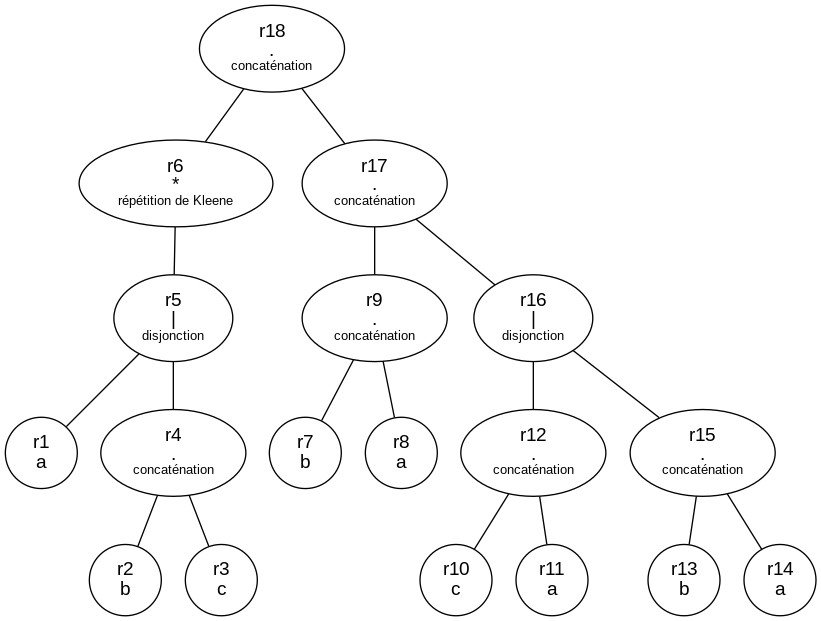 r18
.
concaténation
r6
*
répétition de Kleene
r17
.
concaténation
r5
|
disjonction
r9
.
concaténation
r16
|
disjonction
r1
a
r4
.
concaténation
r7
b
r8
a
r12
.
concaténation
r15
.
concaténation
r2
b
r3
c
r10
c
r11
a
r13
b
r14
a